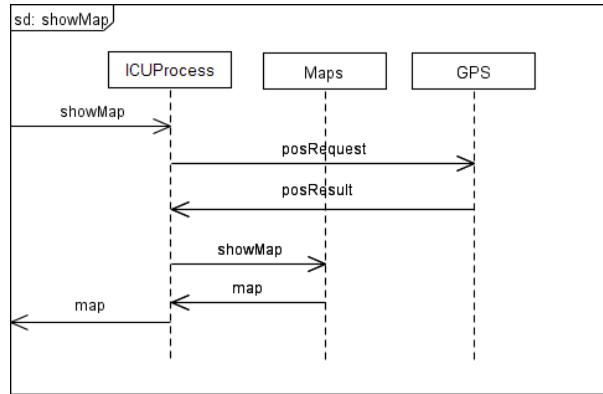 sd: showMap
ICUProcess
Maps
GPS
showMap
posRequest
posResult
showMap
map
map